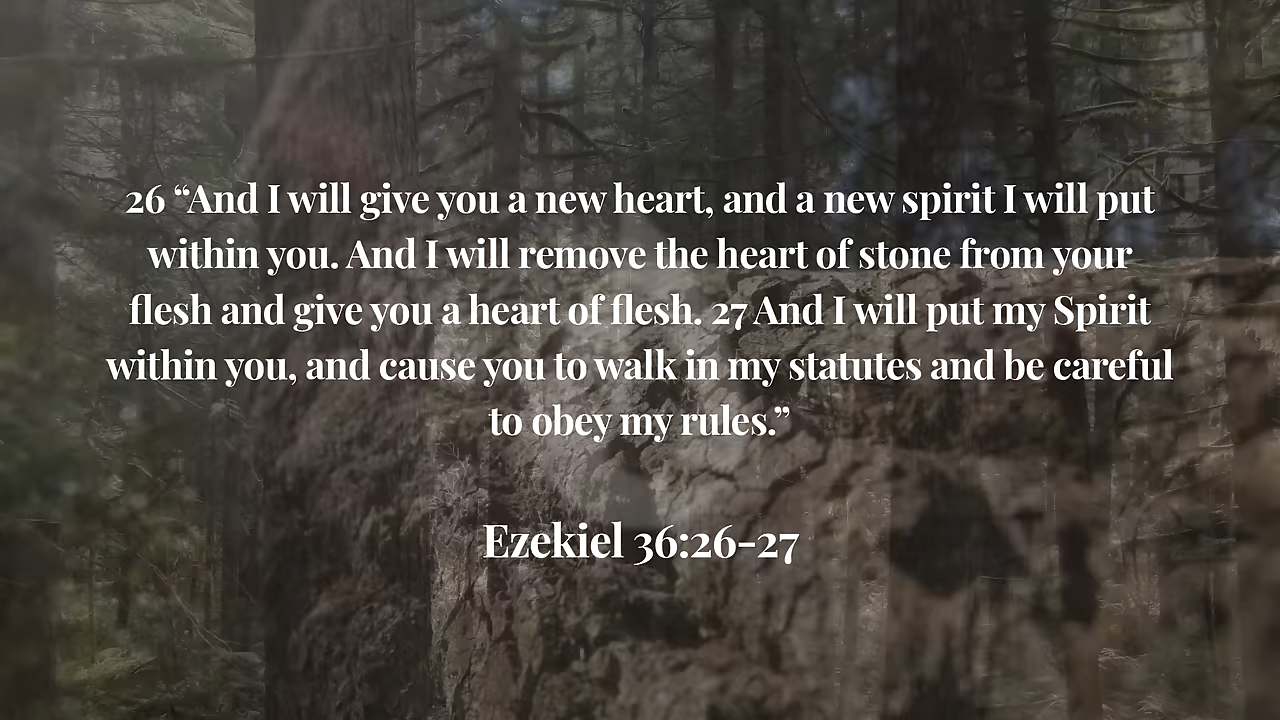 26 “And I will give you a new heart, and a new spirit I will put
within you. And I will remove the heart of stone from your
flesh and give you a heart of flesh. 27 And I will put my Spirit
within you, and cause you to walk in my statutes and be careful
to obey my rules.”
Ezekiel 36:26-27